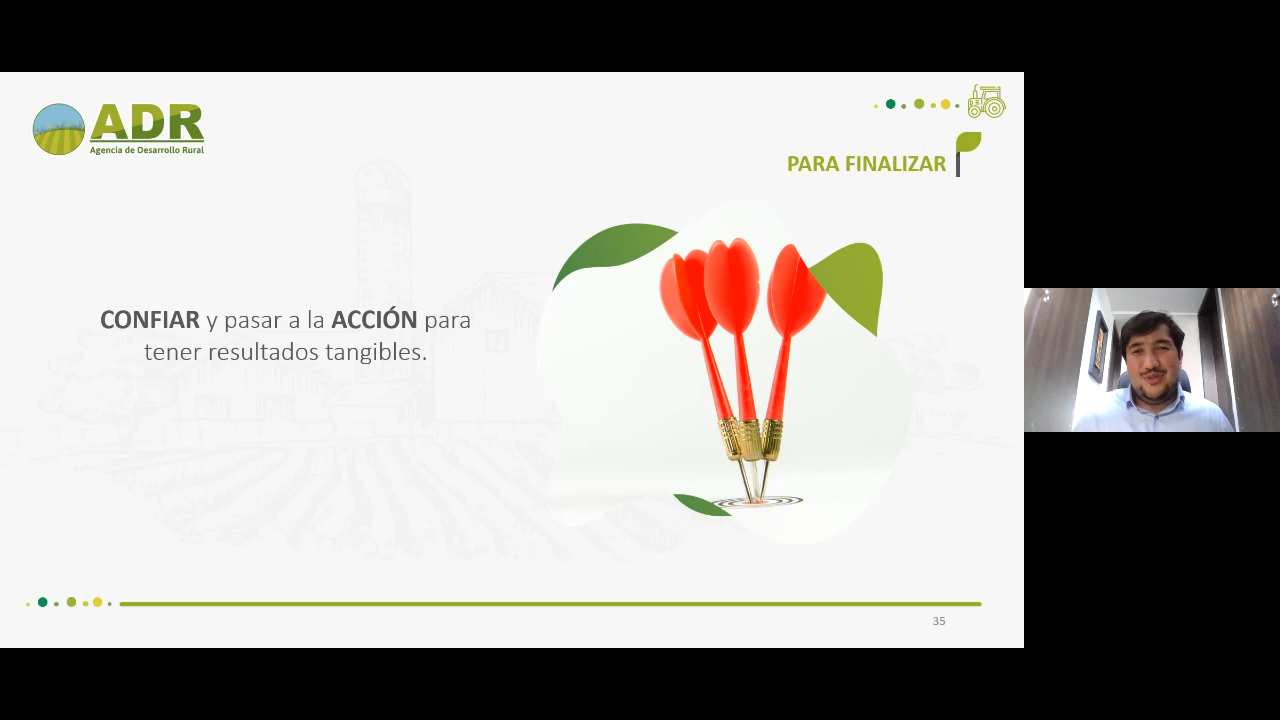 ADR
Agencia de Desarrollo Rural
PARA FINALIZAR
CONFIAR y pasar a la ACCIÓN para
tener resultados tangibles.
35